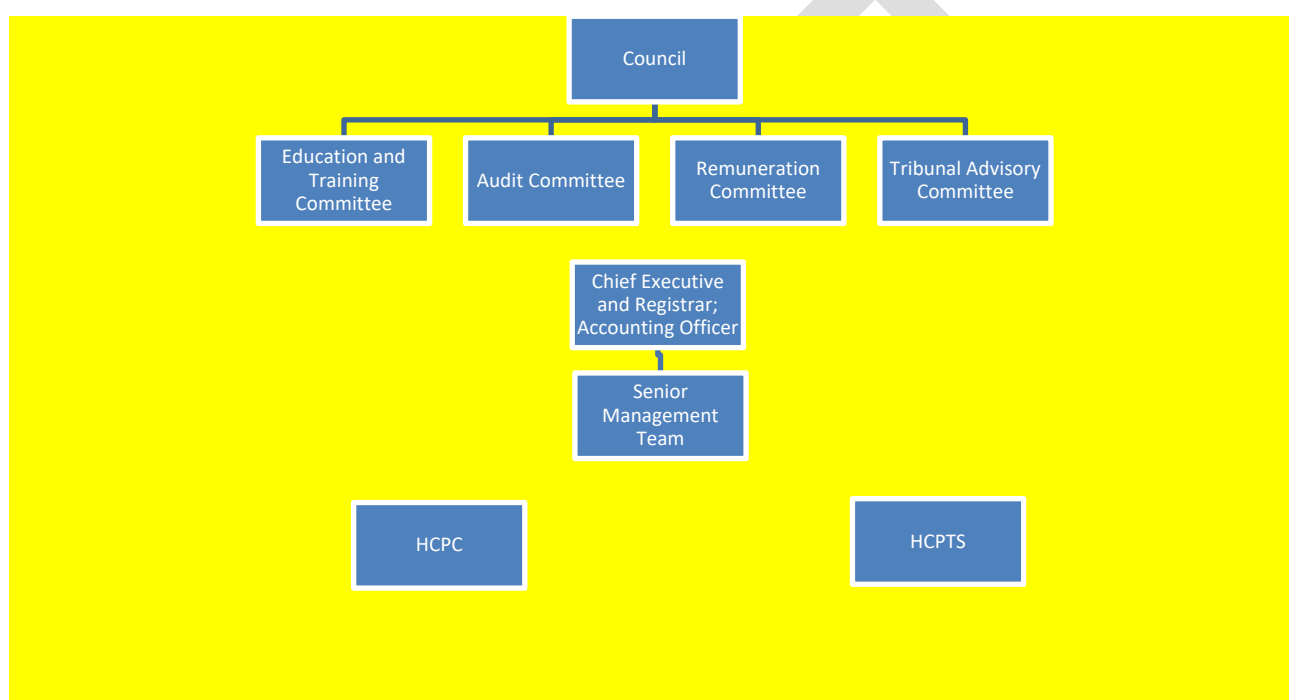 Council
Education and
Training
Committee
Audit Committee
Remuneration
Committee
Tribunal Advisory
Committee
Chief Executive
and Registrar;
Accounting Officer
Senior
Management
Team
HCPC
HCPTS